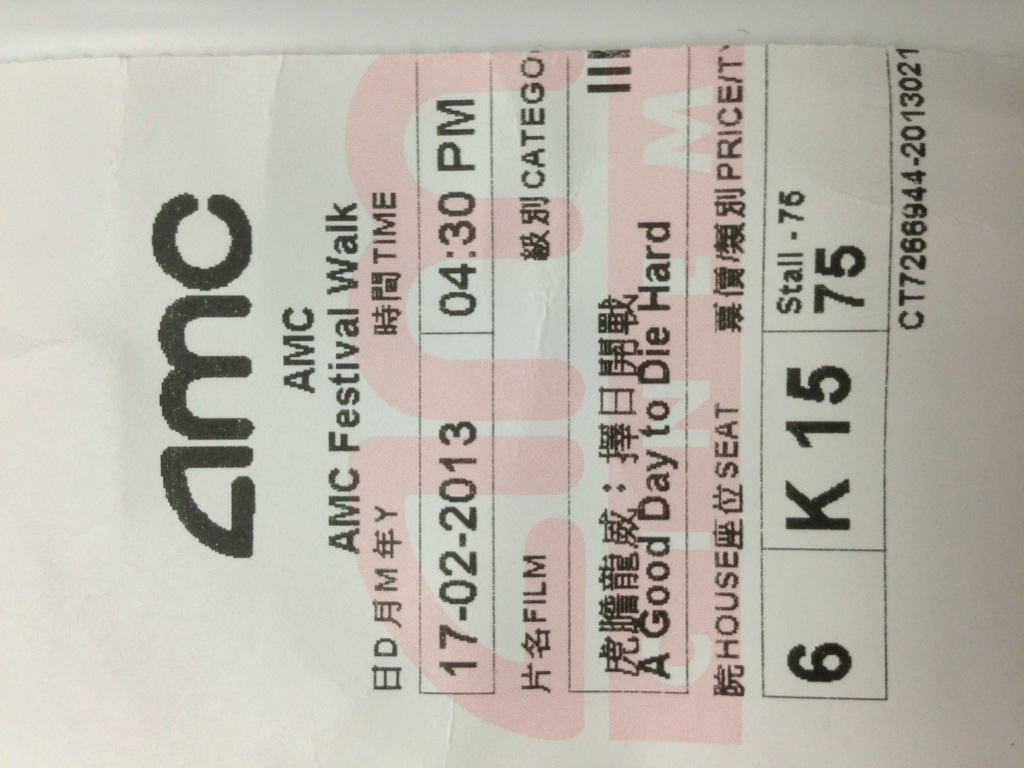 amc
AMC
AMC Festival Walk
日D 月M 年Y 時間TIME
17-02-2013 04:30 PM
片名FILM 級別CATEGO
虎膽龍威：擇日開戰
A Good Day to Die Hard III
院HOUSE 座位SEAT 票價/類別PRICE/TY
6 K 15 Stall - 75
75
CT72666944-2013021
CINEM